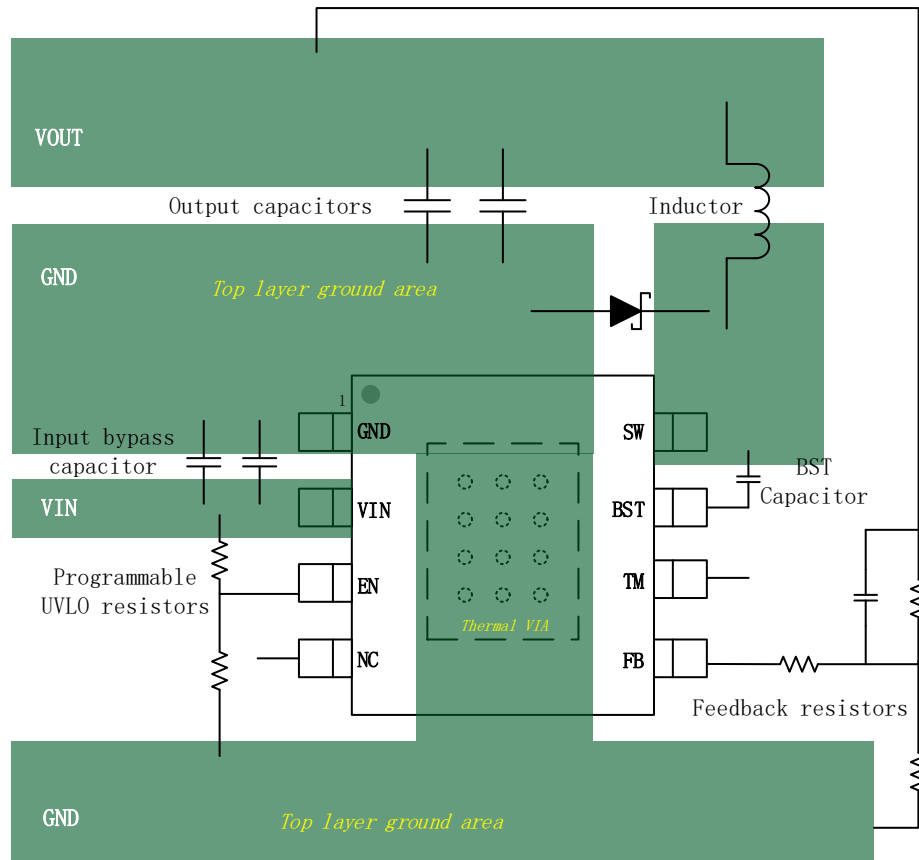 VOUT
Output capacitors
Inductor
GND
Top layer ground area
1
GND
SW
Input bypass
capacitor
BST
Capacitor
VIN
VIN
BST
Programmable
UVLO resistors
EN
TM
Thermal VIA
NC
FB
Feedback resistors
GND
Top layer ground area